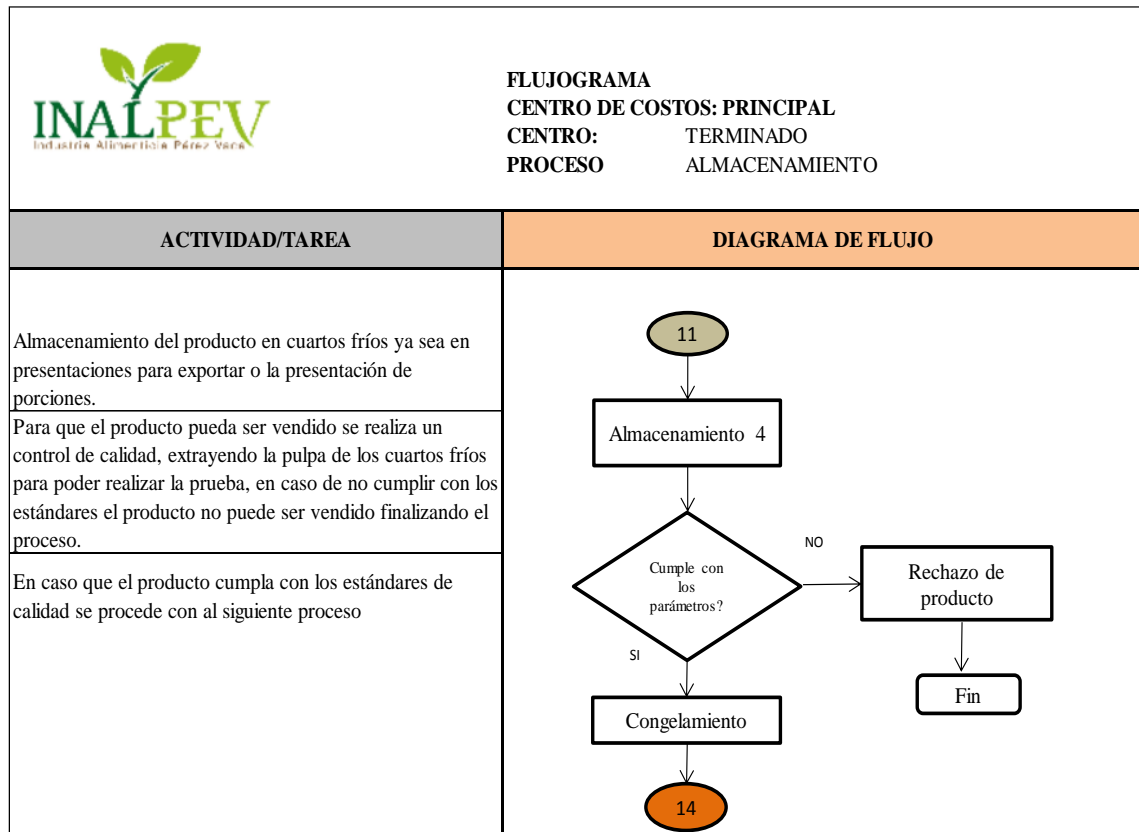 INALPEV
Industria Alimenticia Pérez Vaca
FLUJOGRAMA
CENTRO DE COSTOS: PRINCIPAL
CENTRO: TERMINADO
PROCESO ALMACENAMIENTO
ACTIVIDAD/TAREA
DIAGRAMA DE FLUJO
Almacenamiento del producto en cuartos fríos ya sea en
presentaciones para exportar o la presentación de
porciones.
Para que el producto pueda ser vendido se realiza un
control de calidad, extrayendo la pulpa de los cuartos fríos
para poder realizar la prueba, en caso de no cumplir con los
estándares el producto no puede ser vendido finalizando el
proceso.
En caso que el producto cumpla con los estándares de
calidad se procede con al siguiente proceso
11
Almacenamiento 4
Cumple con
los
parámetros?
NO
Rechazo de
producto
Fin
SI
Congelamiento
14